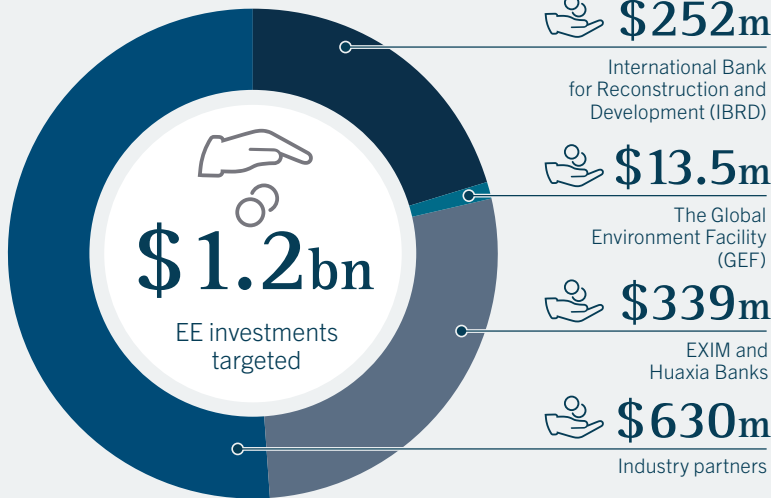 $252m
International Bank
for Reconstruction and
Development (IBRD)
$13.5m
The Global
Environment Facility
(GEF)
$1.2bn
EE investments
targeted
$339m
EXIM and
Huaxia Banks
$630m
Industry partners